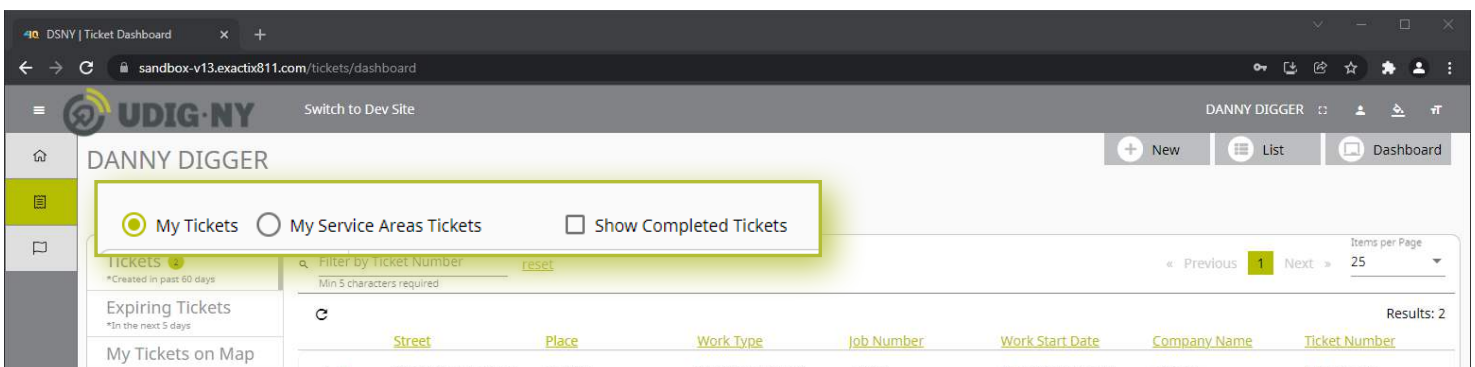 DSNY | Ticket Dashboard
sandbox-v13.exactix811.com/tickets/dashboard
UDIG·NY Switch to Dev Site DANNY DIGGER
DANNY DIGGER
New List Dashboard
My Tickets My Service Areas Tickets Show Completed Tickets
Tickets 2
*Created in past 60 days
Filter by Ticket Number reset
Min 5 characters required
« Previous 1 Next »
Items per Page
25
Expiring Tickets
*In the next 5 days
Results: 2
My Tickets on Map
Street Place Work Type Job Number Work Start Date Company Name Ticket Number